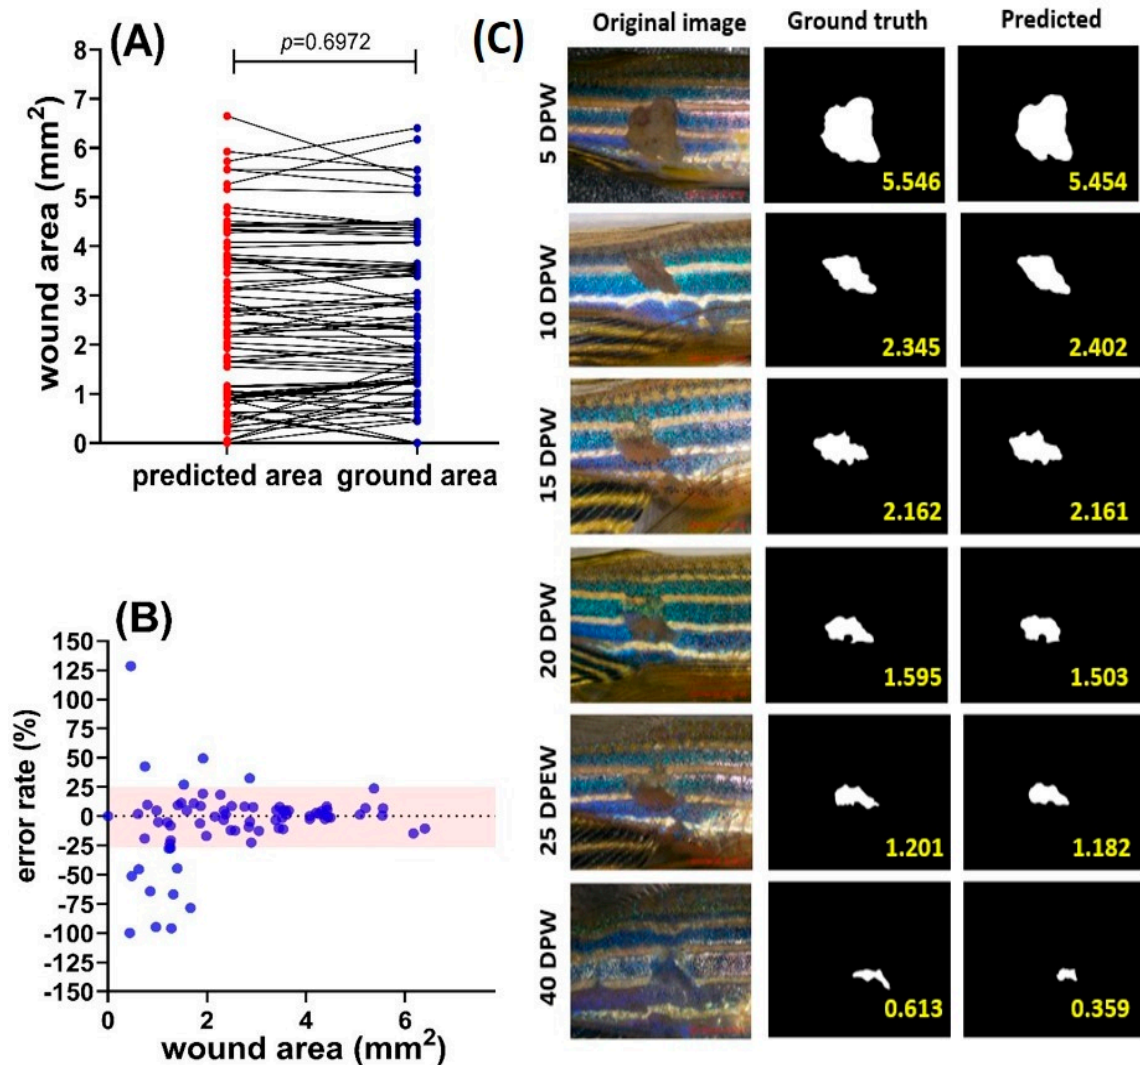 (A)
p=0.6972
wound area (mm²)
8
7
6
5
4
3
2
1
0
predicted area
ground area
(B)
error rate (%)
150
125
100
75
50
25
0
-25
-50
-75
-100
-125
-150
0
2
4
6
wound area (mm²)
(C)
Original image
Ground truth
Predicted
5 DPW
5.546
5.454
10 DPW
2.345
2.402
15 DPW
2.162
2.161
20 DPW
1.595
1.503
25 DPEW
1.201
1.182
40 DPW
0.613
0.359